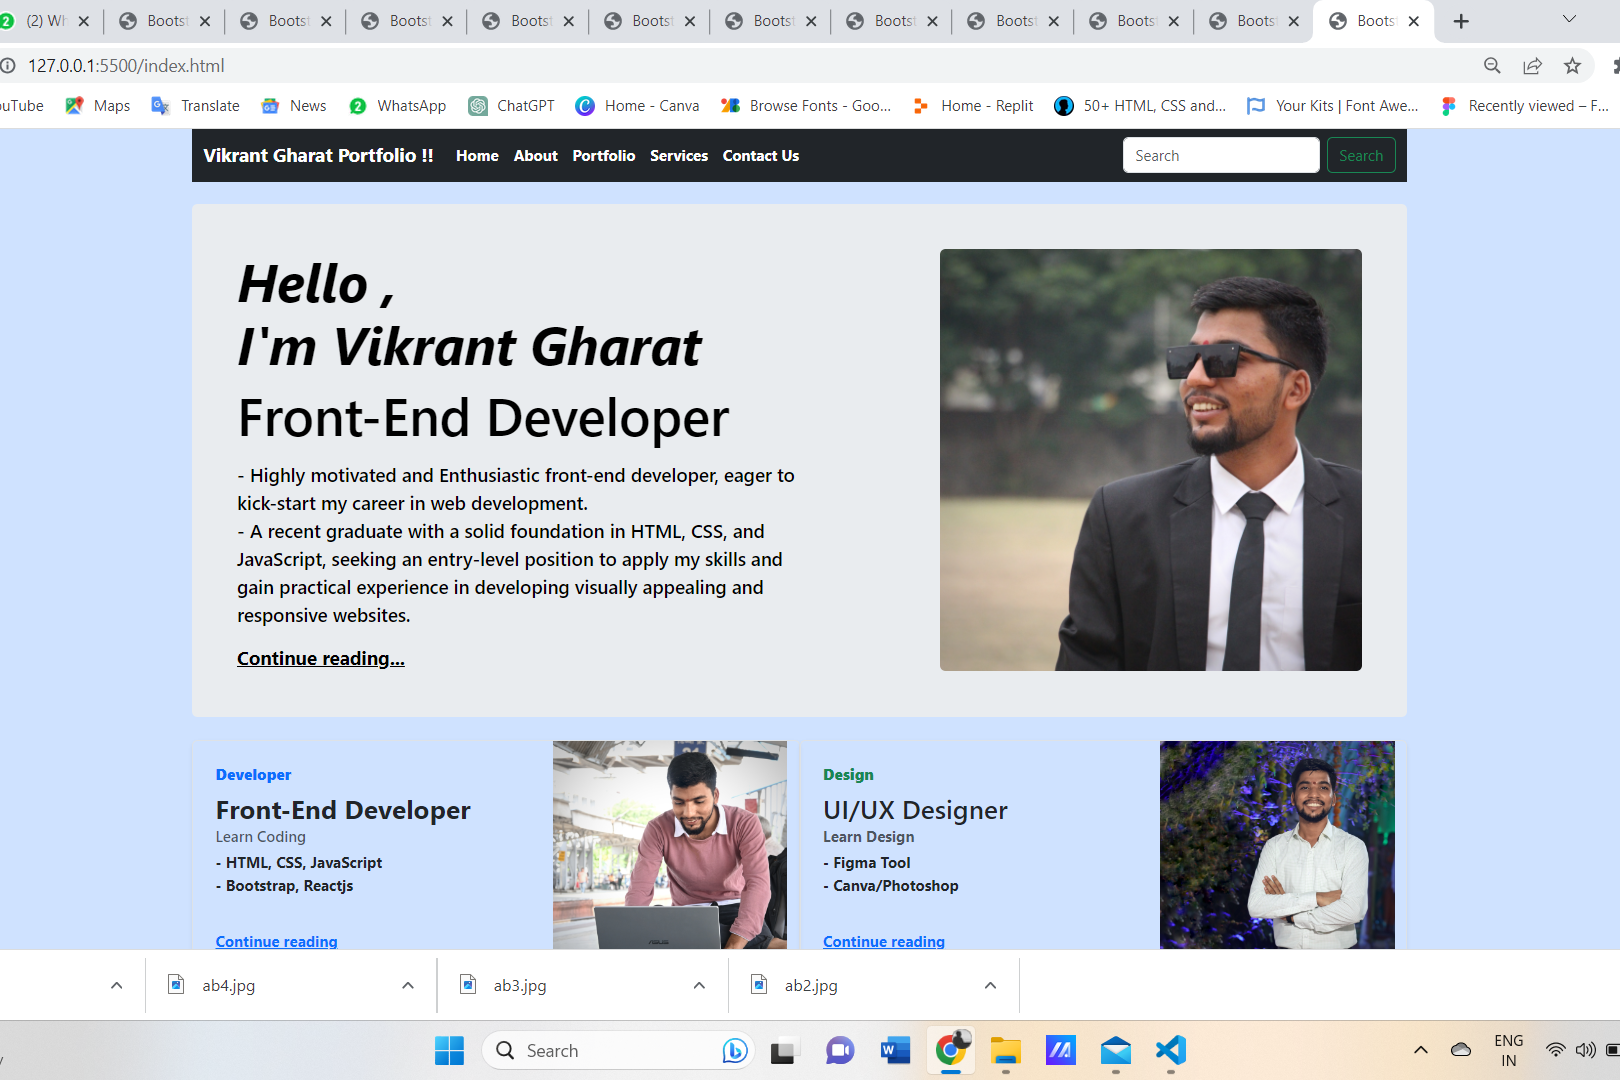 (2) Wh
Boots
Boots
Boots
Boots
Boots
Boots
Boots
Boots
Boots
Boots
Boots
127.0.0.1:5500/index.html
ouTube
Maps
Translate
News
WhatsApp
ChatGPT
Home - Canva
Browse Fonts - Goo...
Home - Replit
50+ HTML, CSS and...
Your Kits | Font Awe...
Recently viewed – F...
Vikrant Gharat Portfolio !! Home About Portfolio Services Contact Us Search Search
Hello ,
I'm Vikrant Gharat
Front-End Developer
- Highly motivated and Enthusiastic front-end developer, eager to
kick-start my career in web development.
- A recent graduate with a solid foundation in HTML, CSS, and
JavaScript, seeking an entry-level position to apply my skills and
gain practical experience in developing visually appealing and
responsive websites.
Continue reading...
Developer
Front-End Developer
Learn Coding
- HTML, CSS, JavaScript
- Bootstrap, Reactjs
Continue reading
Design
UI/UX Designer
Learn Design
- Figma Tool
- Canva/Photoshop
Continue reading
ab4.jpg
ab3.jpg
ab2.jpg
Search
ENG
IN